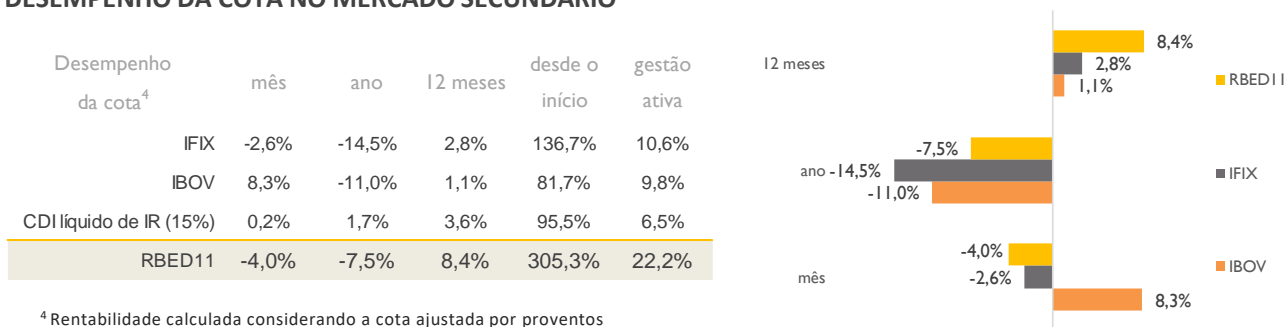 DESEMPENHO DA COTA NO MERCADO SECUNDÁRIO
Desempenho da cota⁴ mês ano 12 meses desde o início gestão ativa
IFIX -2,6% -14,5% 2,8% 136,7% 10,6%
IBOV 8,3% -11,0% 1,1% 81,7% 9,8%
CDI líquido de IR (15%) 0,2% 1,7% 3,6% 95,5% 6,5%
RBED11 -4,0% -7,5% 8,4% 305,3% 22,2%
⁴ Rentabilidade calculada considerando a cota ajustada por proventos
12 meses
8,4%
2,8%
1,1%
ano
-7,5%
-14,5%
-11,0%
mês
-4,0%
-2,6%
8,3%
RBED11
IFIX
IBOV